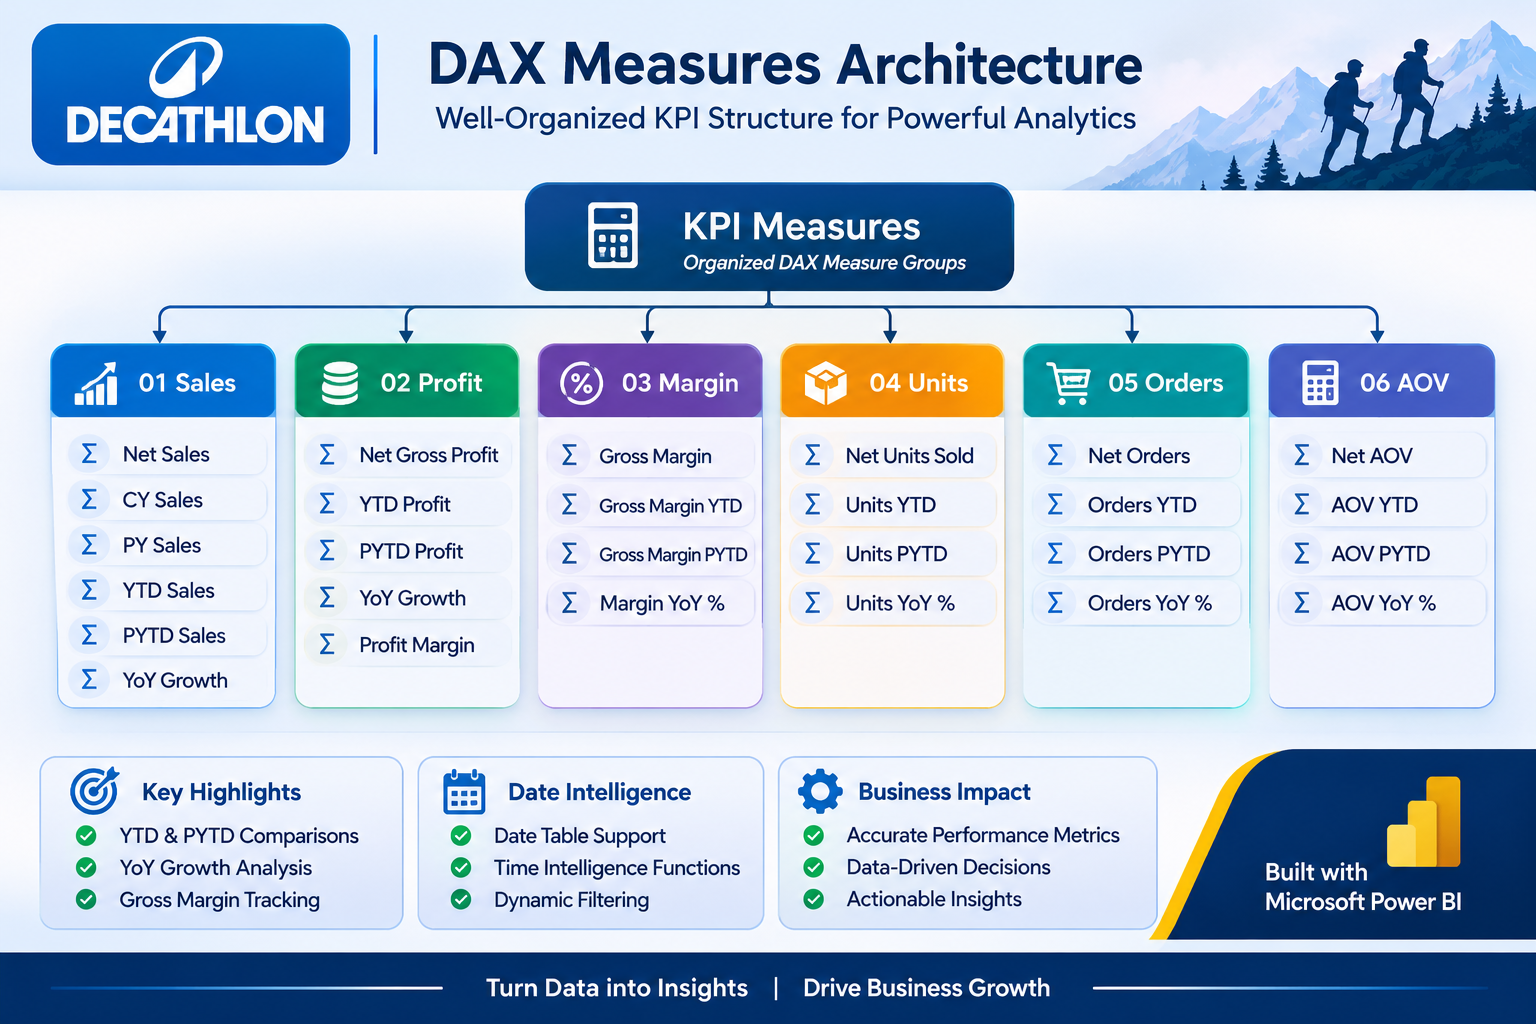 DECATHLON
DAX Measures Architecture
Well-Organized KPI Structure for Powerful Analytics
KPI Measures
Organized DAX Measure Groups
01 Sales
Net Sales
CY Sales
PY Sales
YTD Sales
PYTD Sales
YoY Growth
02 Profit
Net Gross Profit
YTD Profit
PYTD Profit
YoY Growth
Profit Margin
03 Margin
Gross Margin
Gross Margin YTD
Gross Margin PYTD
Margin YoY %
04 Units
Net Units Sold
Units YTD
Units PYTD
Units YoY %
05 Orders
Net Orders
Orders YTD
Orders PYTD
Orders YoY %
06 AOV
Net AOV
AOV YTD
AOV PYTD
AOV YoY %
Key Highlights
YTD & PYTD Comparisons
YoY Growth Analysis
Gross Margin Tracking
Date Intelligence
Date Table Support
Time Intelligence Functions
Dynamic Filtering
Business Impact
Accurate Performance Metrics
Data-Driven Decisions
Actionable Insights
Built with
Microsoft Power BI
Turn Data into Insights | Drive Business Growth